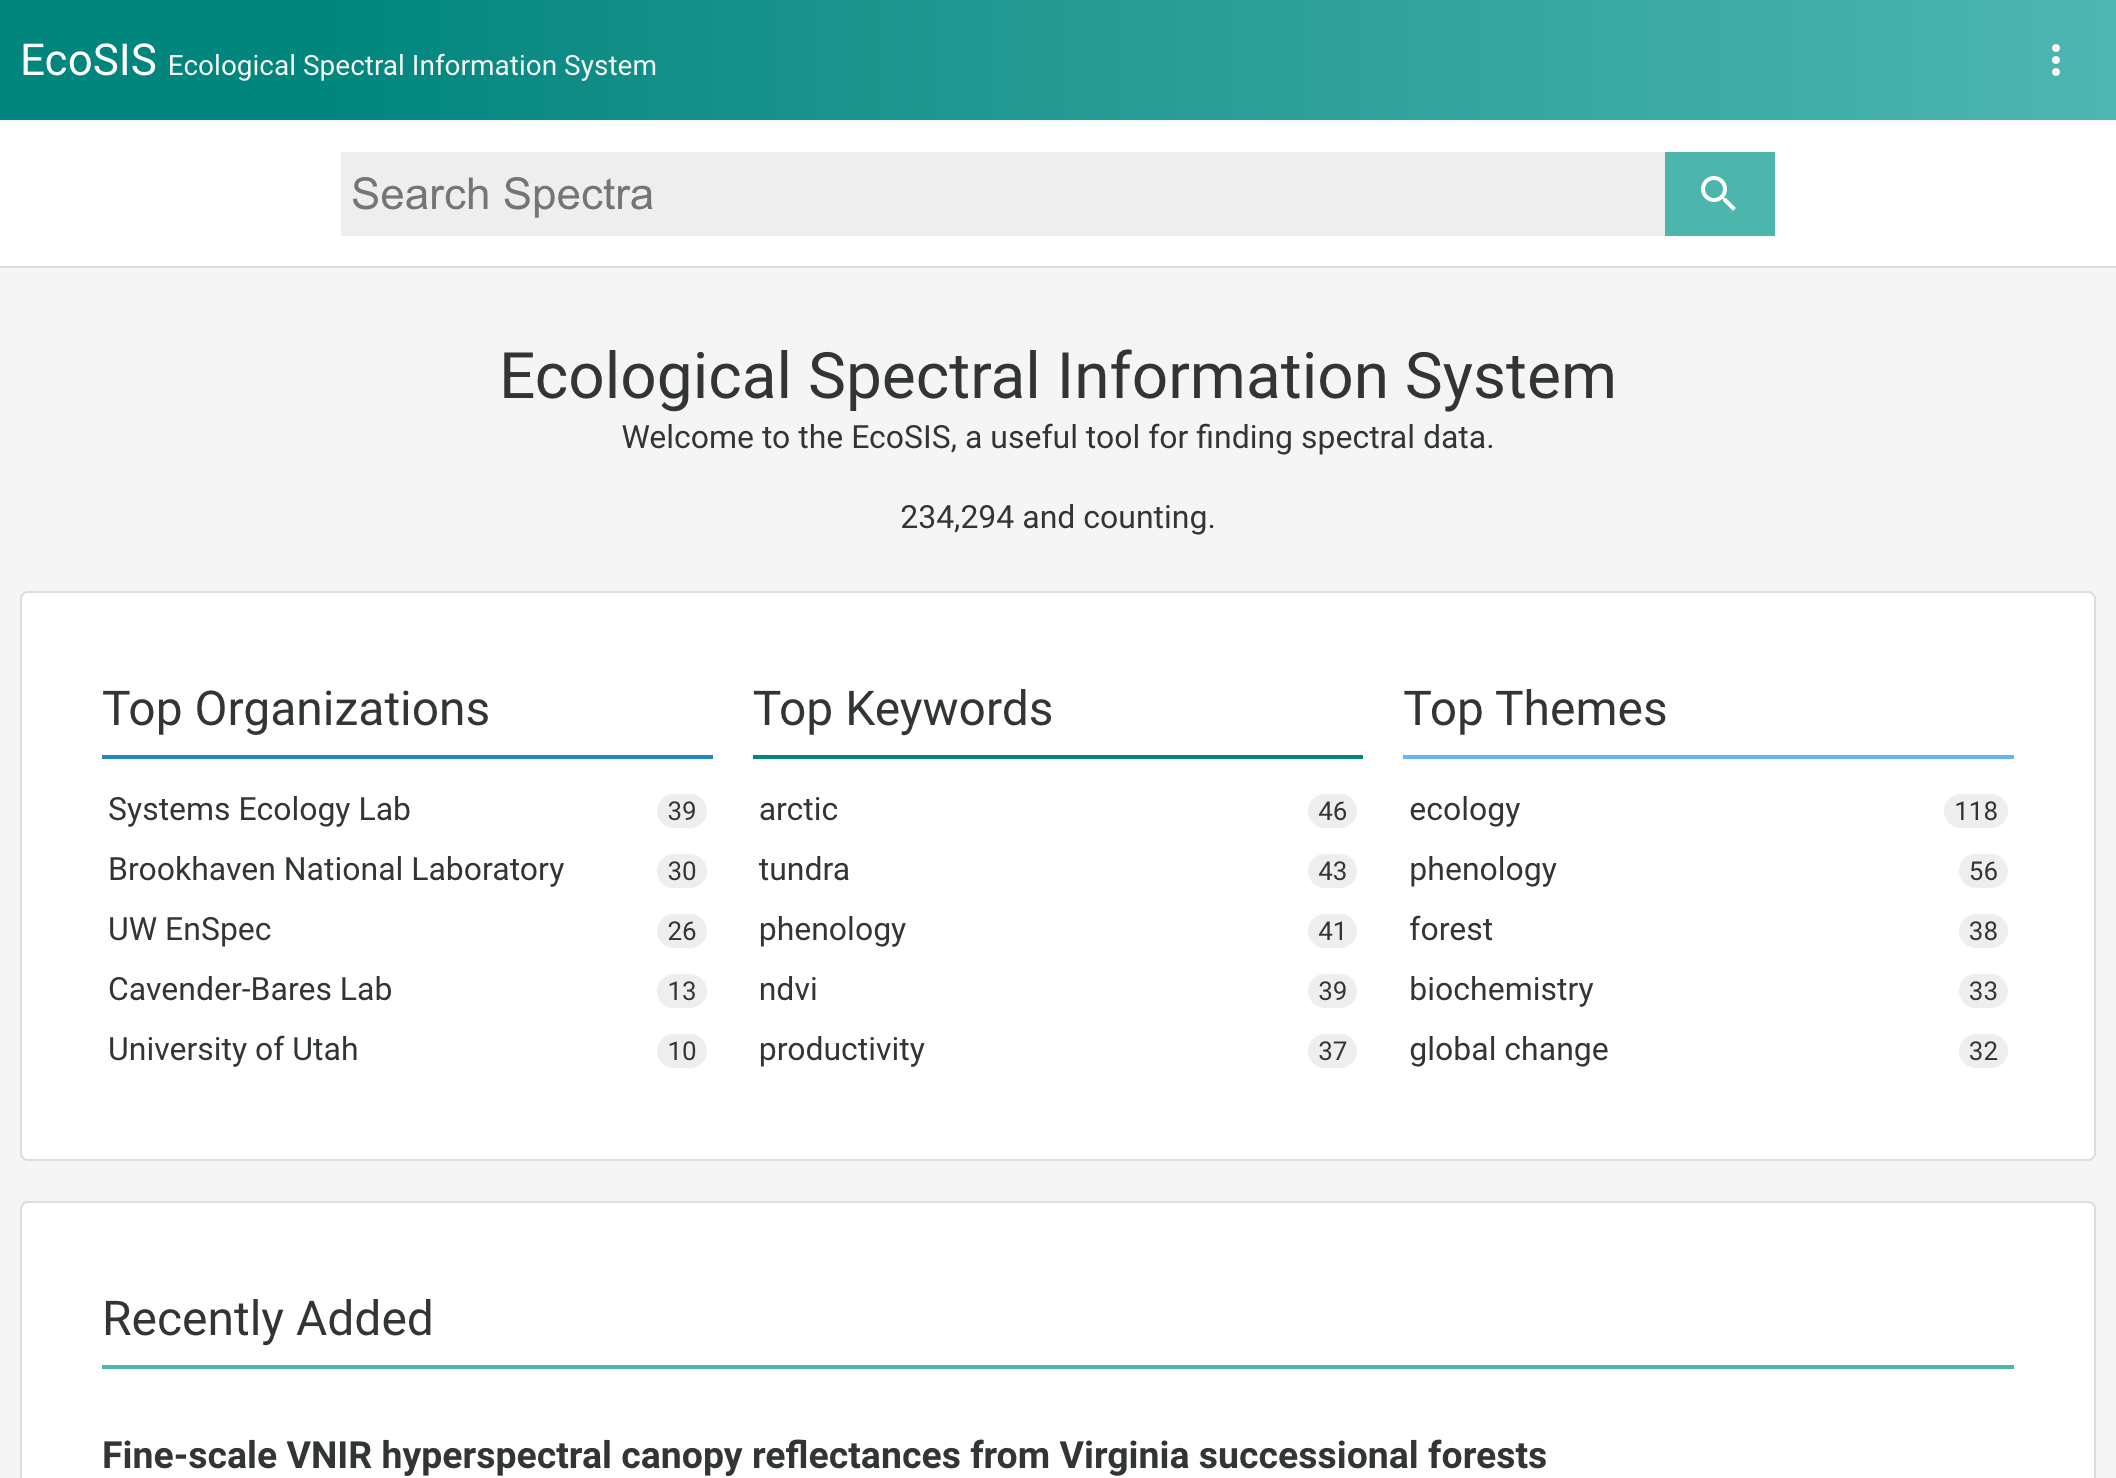 EcoSIS Ecological Spectral Information System
Search Spectra
Ecological Spectral Information System
Welcome to the EcoSIS, a useful tool for finding spectral data.
234,294 and counting.
Top Organizations
Systems Ecology Lab 39
Brookhaven National Laboratory 30
UW EnSpec 26
Cavender-Bares Lab 13
University of Utah 10
Top Keywords
arctic 46
tundra 43
phenology 41
ndvi 39
productivity 37
Top Themes
ecology 118
phenology 56
forest 38
biochemistry 33
global change 32
Recently Added
Fine-scale VNIR hyperspectral canopy reflectances from Virginia successional forests